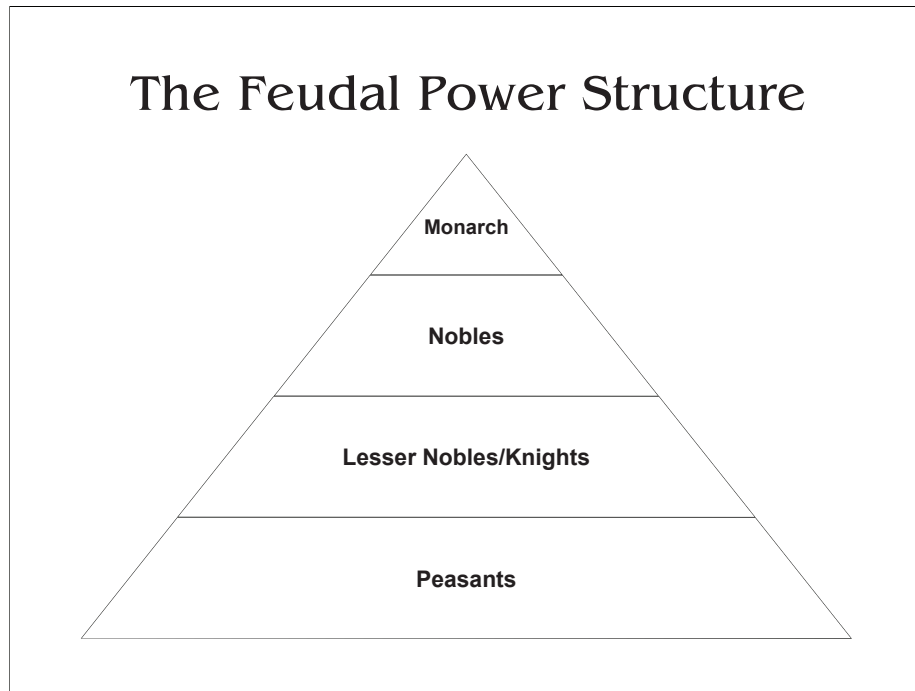 The Feudal Power Structure
Monarch
Nobles
Lesser Nobles/Knights
Peasants